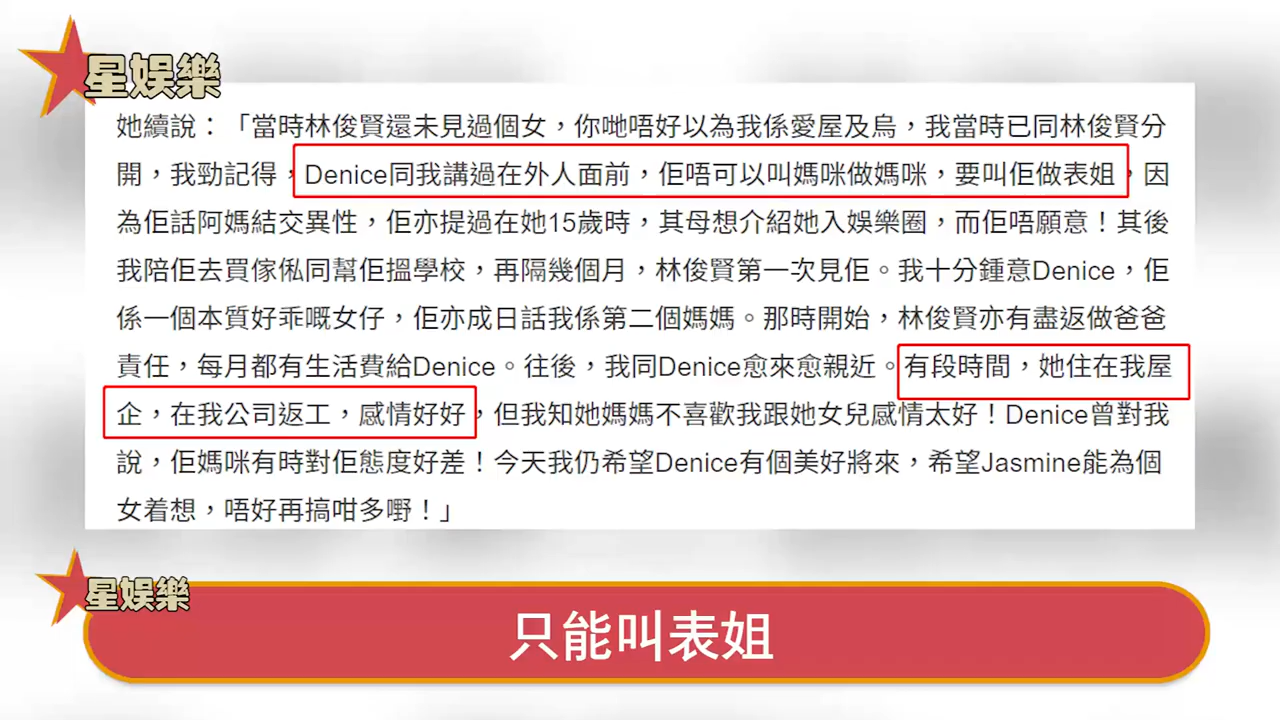 星娛樂
她續說：「當時林俊賢還未見過個女，你哋唔好以為我係愛屋及烏，我當時已同林俊賢分
開，我勁記得，Denice同我講過在外人面前，佢唔可以叫媽咪做媽咪，要叫佢做表姐，因
為佢話阿媽結交異性，佢亦提過在她15歲時，其母想介紹她入娛樂圈，而佢唔願意！其後
我陪佢去買傢俬同幫佢搵學校，再隔幾個月，林俊賢第一次見佢。我十分鍾意Denice，佢
係一個本質好乖嘅女仔，佢亦成日話我係第二個媽媽。那時開始，林俊賢亦有盡返做爸爸
責任，每月都有生活費給Denice。往後，我同Denice愈來愈親近。有段時間，她住在我屋
企，在我公司返工，感情好好，但我知她媽媽不喜歡我跟她女兒感情太好！Denice曾對我
說，佢媽咪有時對佢態度好差！今天我仍希望Denice有個美好將來，希望Jasmine能為個
女着想，唔好再搞咁多嘢！」
星娛樂
只能叫表姐